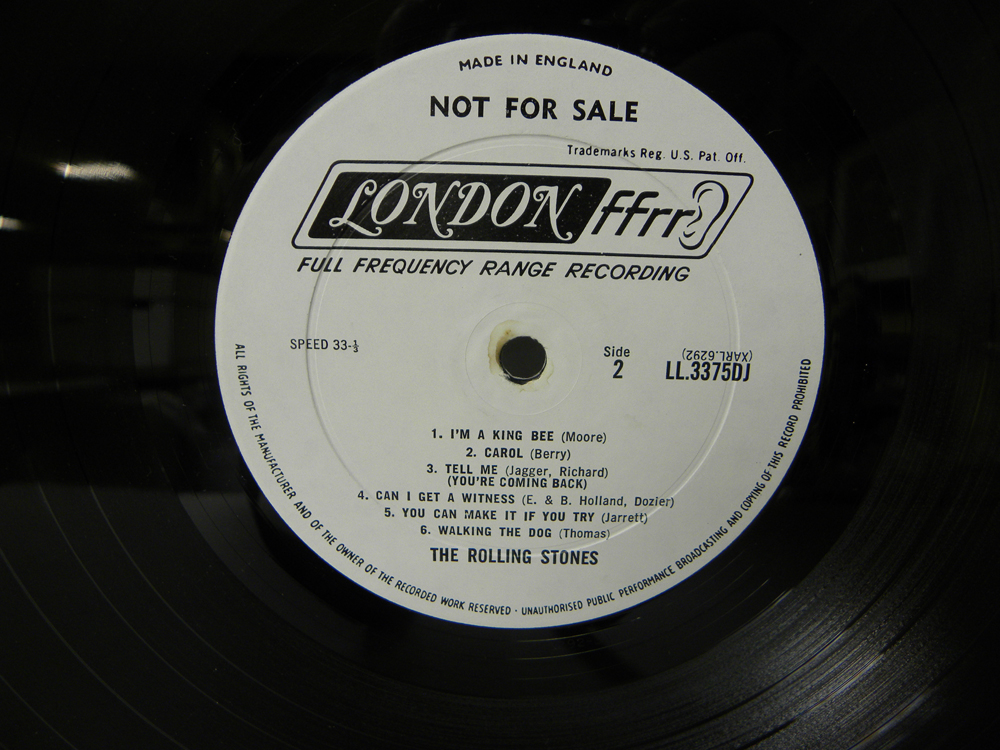 MADE IN ENGLAND
NOT FOR SALE
Trademarks Reg. U.S. Pat. Off.
LONDON ffrr
FULL FREQUENCY RANGE RECORDING
SPEED 33-⅓
Side
2
(XARL.6292)
LL.3375DJ
1. I'M A KING BEE (Moore)
2. CAROL (Berry)
3. TELL ME (Jagger, Richard)
(YOU'RE COMING BACK)
4. CAN I GET A WITNESS (E. & B. Holland, Dozier)
5. YOU CAN MAKE IT IF YOU TRY (Jarrett)
6. WALKING THE DOG (Thomas)
THE ROLLING STONES
ALL RIGHTS OF THE MANUFACTURER AND OF THE OWNER OF THE RECORDED WORK RESERVED · UNAUTHORISED PUBLIC PERFORMANCE BROADCASTING AND COPYING OF THIS RECORD PROHIBITED